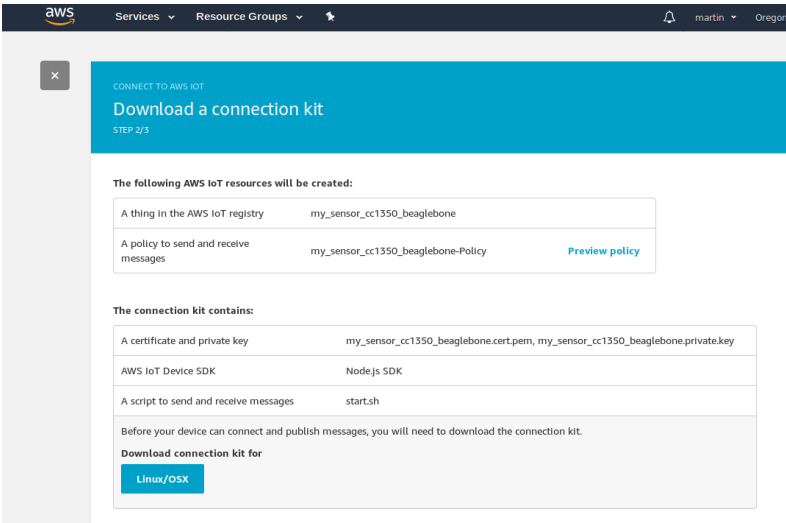 aws Services Resource Groups martin Oregon
CONNECT TO AWS IOT
Download a connection kit
STEP 2/3
The following AWS IoT resources will be created:
A thing in the AWS IoT registry my_sensor_cc1350_beaglebone
A policy to send and receive
messages my_sensor_cc1350_beaglebone-Policy Preview policy
The connection kit contains:
A certificate and private key my_sensor_cc1350_beaglebone.cert.pem, my_sensor_cc1350_beaglebone.private.key
AWS IoT Device SDK Node.js SDK
A script to send and receive messages start.sh
Before your device can connect and publish messages, you will need to download the connection kit.
Download connection kit for
Linux/OSX